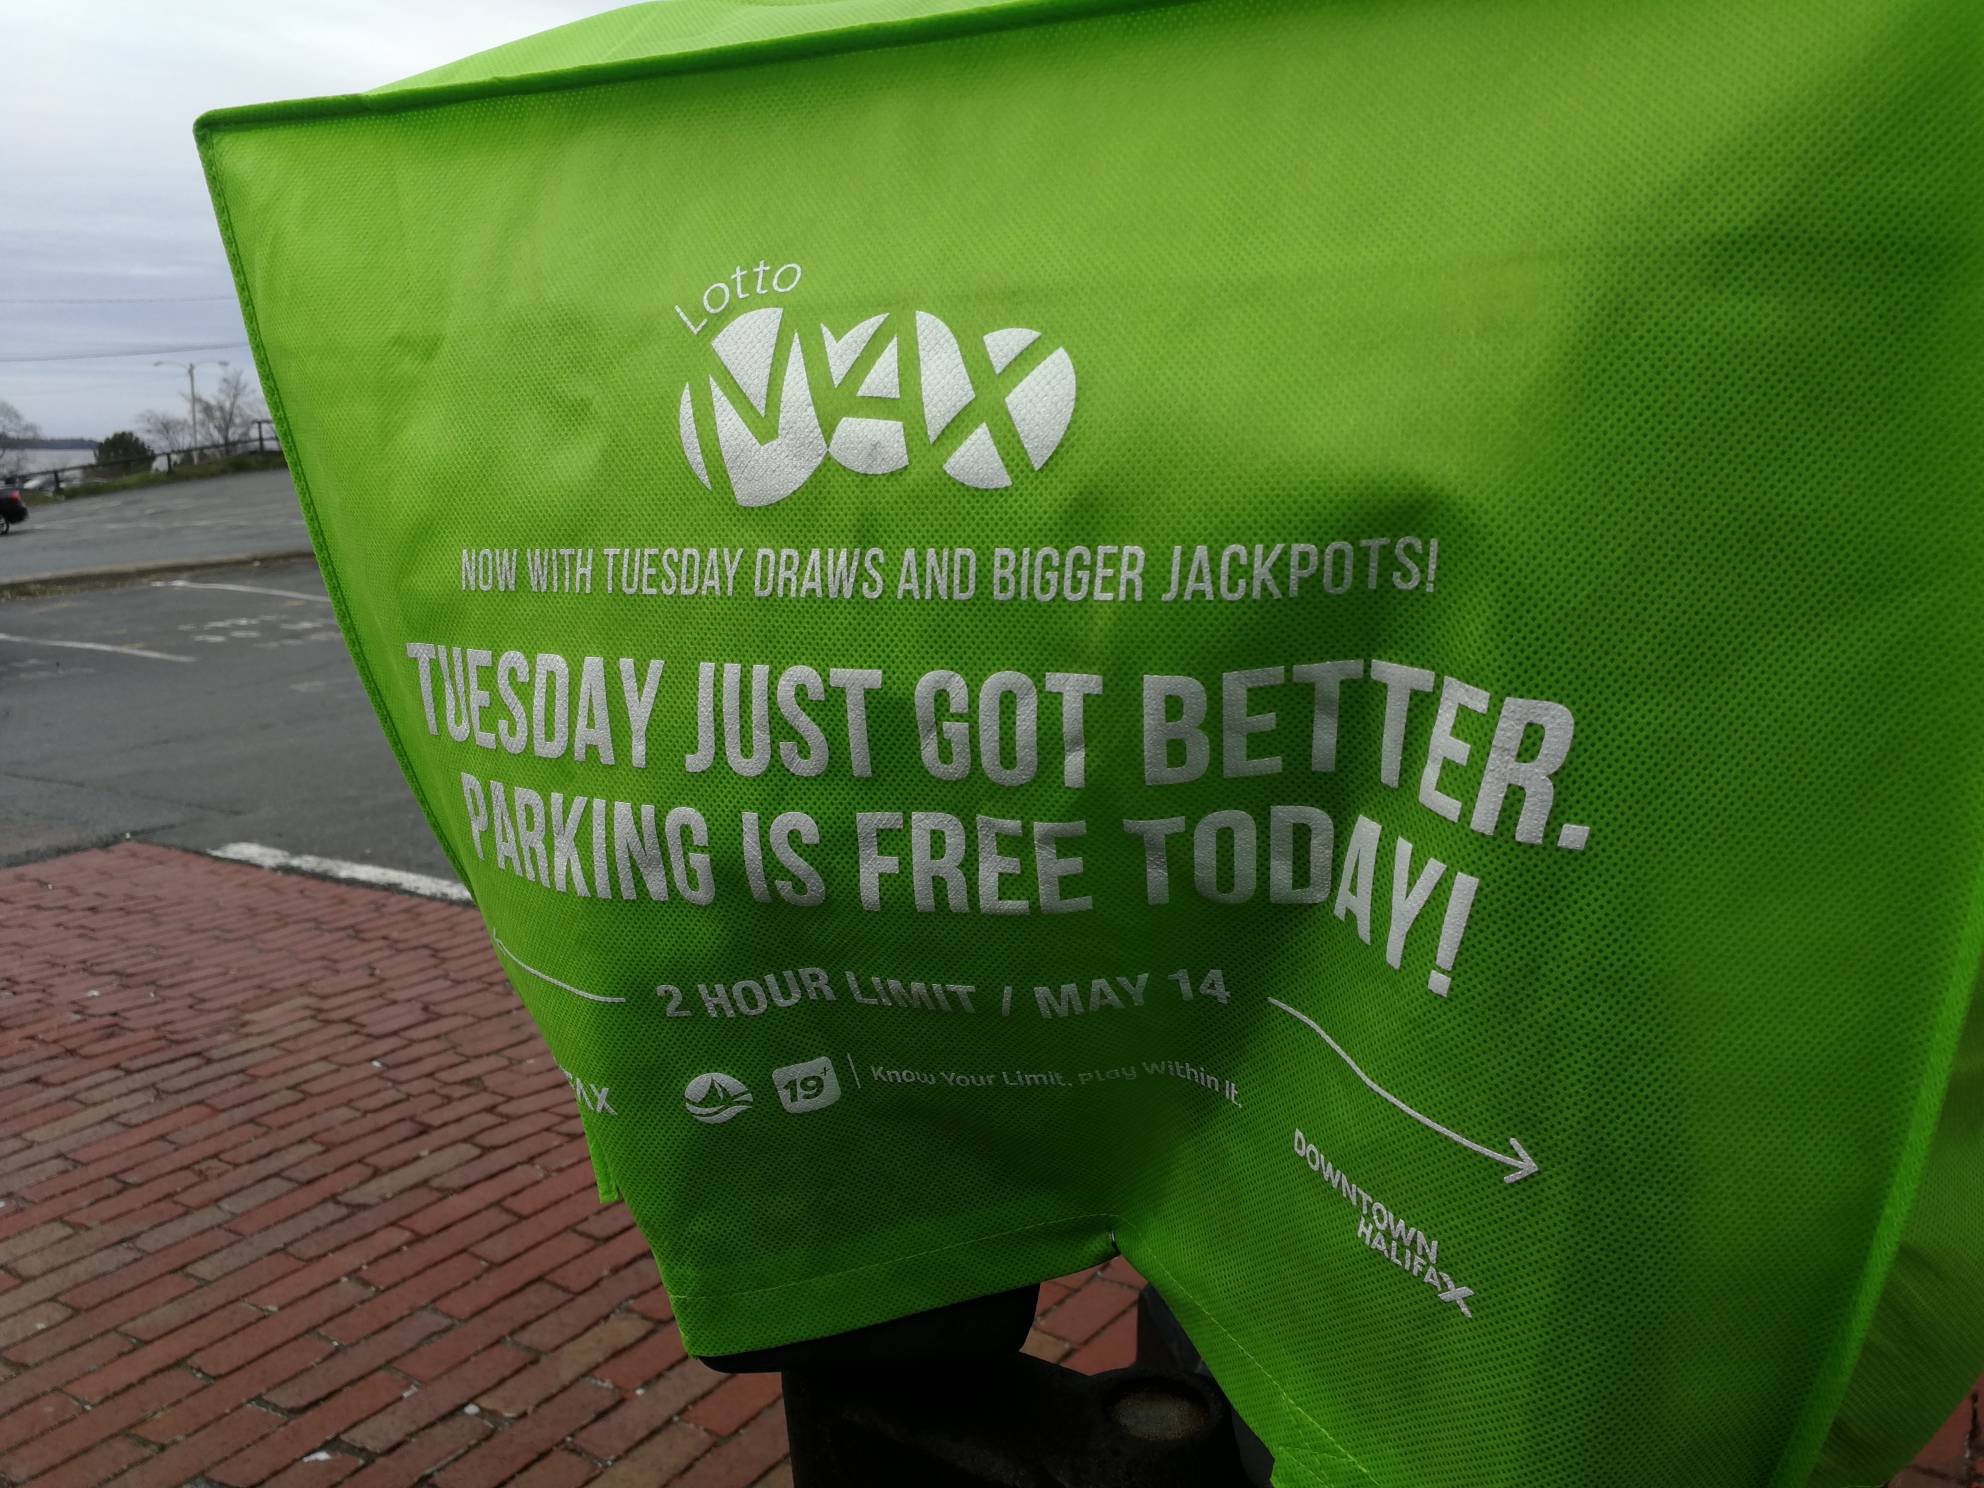 Lotto
MAX
NOW WITH TUESDAY DRAWS AND BIGGER JACKPOTS!
TUESDAY JUST GOT BETTER.
PARKING IS FREE TODAY!
2 HOUR LIMIT / MAY 14
19+ | Know Your Limit. Play Within It.
DOWNTOWN
HALIFAX